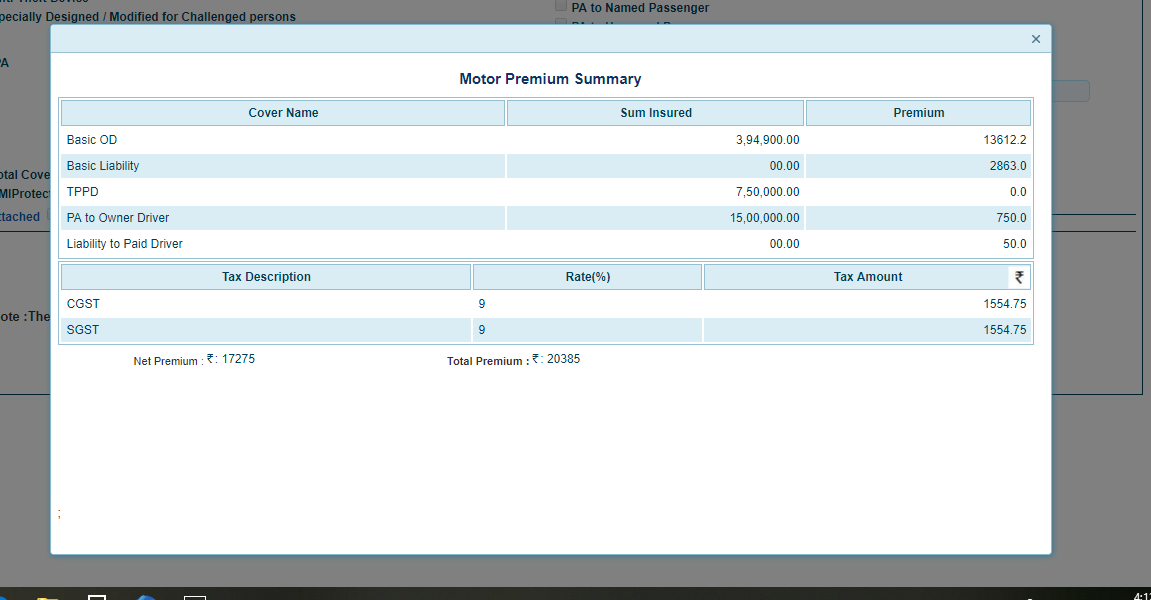 pecially Designed / Modified for Challenged persons
PA to Named Passenger
Motor Premium Summary
Cover Name Sum Insured Premium
Basic OD 3,94,900.00 13612.2
Basic Liability 00.00 2863.0
TPPD 7,50,000.00 0.0
PA to Owner Driver 15,00,000.00 750.0
Liability to Paid Driver 00.00 50.0
Tax Description Rate(%) Tax Amount ₹
CGST 9 1554.75
SGST 9 1554.75
Net Premium : ₹: 17275 Total Premium : ₹: 20385
otal Cove
MIProtec
ttached
ote :The
;